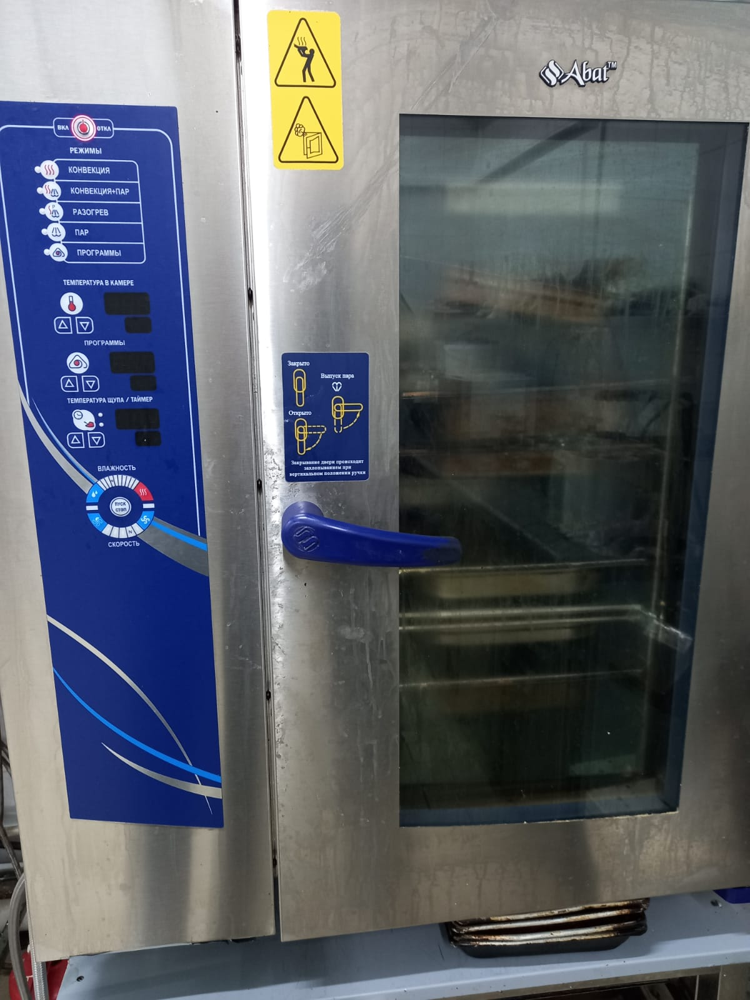 Abat™
ВКЛ ОТКЛ
РЕЖИМЫ
КОНВЕКЦИЯ
КОНВЕКЦИЯ+ПАР
Р
РАЗОГРЕВ
ПАР
ПРОГРАММЫ
ТЕМПЕРАТУРА В КАМЕРЕ
ПРОГРАММЫ
ТЕМПЕРАТУРА ЩУПА / ТАЙМЕР
ВЛАЖНОСТЬ
ПУСК
СТОП
N
СКОРОСТЬ
Закрыто
Выпуск пара
Открыто
Закрывание двери происходит
захлопыванием при
вертикальном положении ручки